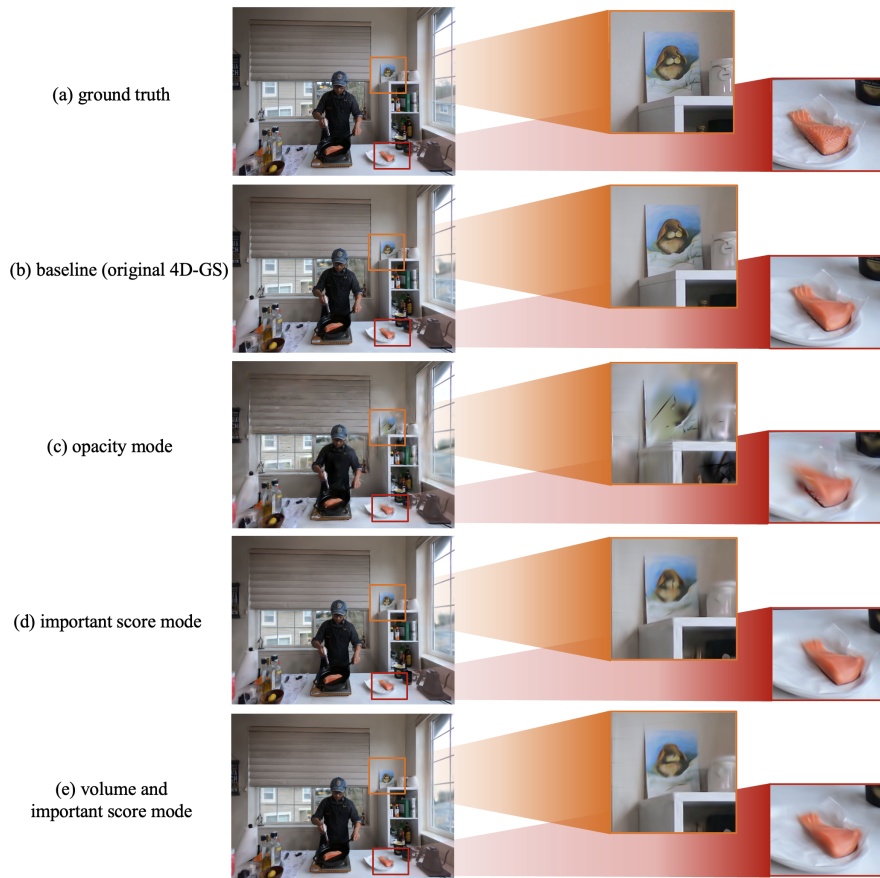 (a) ground truth
(b) baseline (original 4D-GS)
(c) opacity mode
(d) important score mode
(e) volume and
important score mode